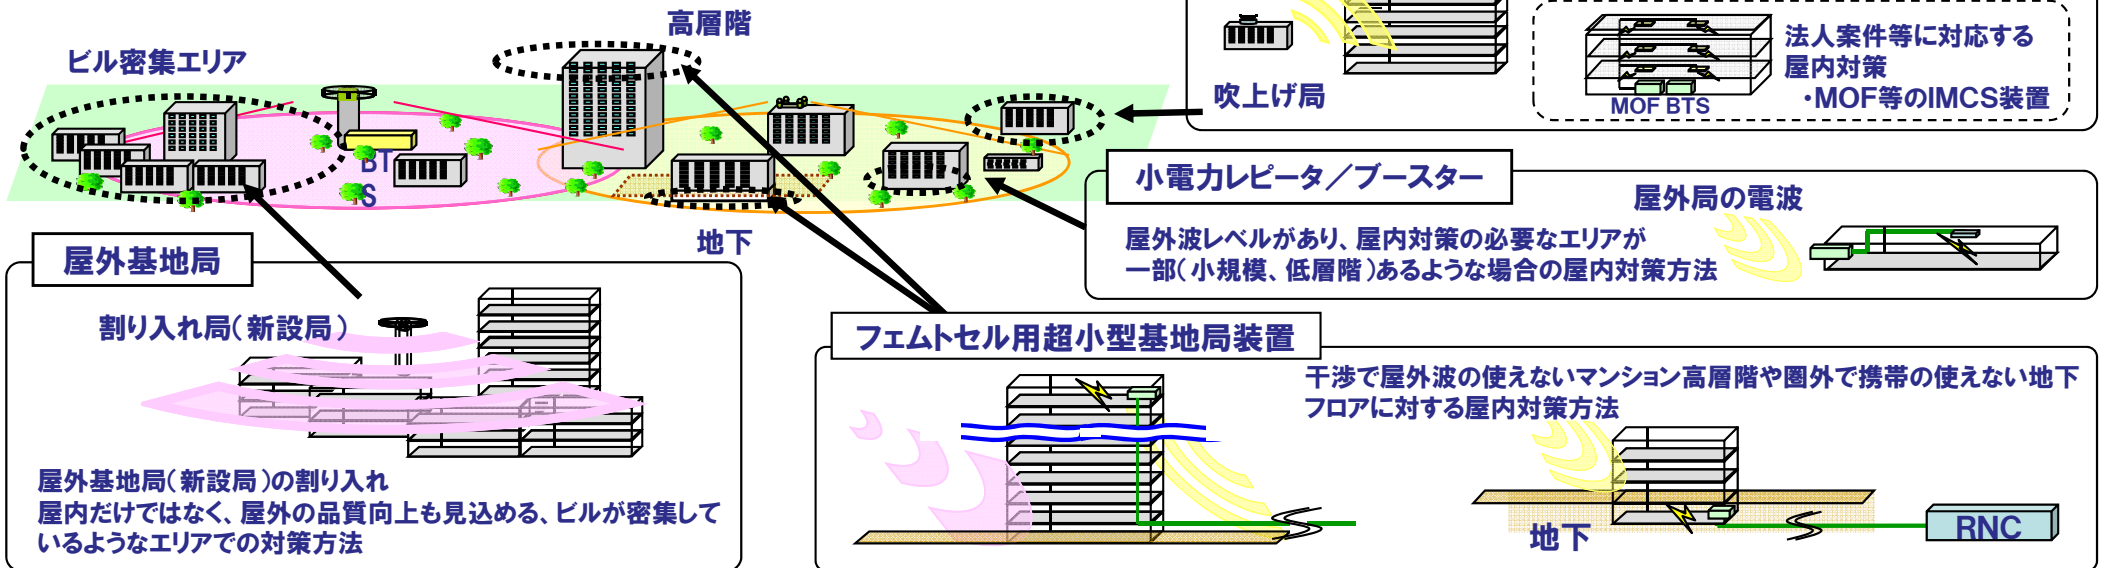 高層階
ビル密集エリア
BT
S
地下
吹上げ局
MOF BTS
法人案件等に対応する
屋内対策
・MOF等のIMCS装置
小電力レピータ／ブースター
屋外局の電波
屋外波レベルがあり、屋内対策の必要なエリアが
一部（小規模、低層階）あるような場合の屋内対策方法
屋外基地局
割り入れ局（新設局）
屋外基地局（新設局）の割り入れ
屋内だけではなく、屋外の品質向上も見込める、ビルが密集して
いるようなエリアでの対策方法
フェムトセル用超小型基地局装置
干渉で屋外波の使えないマンション高層階や圏外で携帯の使えない地下
フロアに対する屋内対策方法
地下
RNC